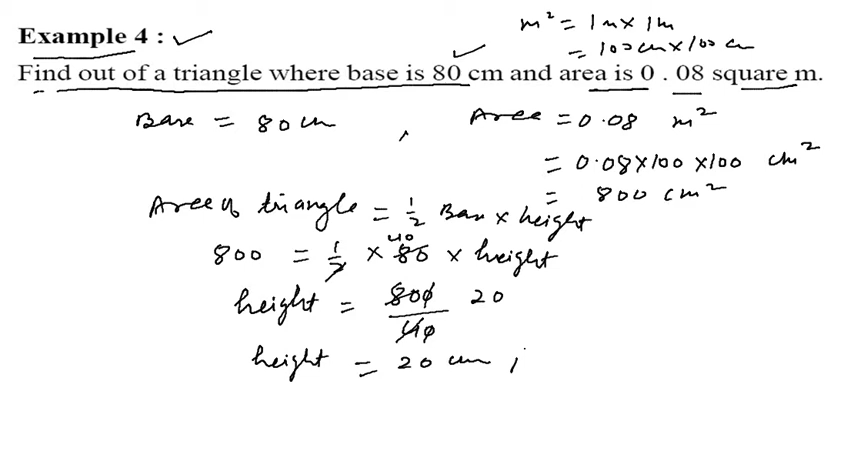 Example 4 :
m² = 1m × 1m
= 100 cm × 100 cm
Find out of a triangle where base is 80 cm and area is 0 . 08 square m.
Base = 80 cm , Area = 0.08 m²
= 0.08 × 100 × 100 cm²
= 800 cm²
Area of triangle = 1/2 Base × height
800 = 1/2 × 80 40 × height
height = 800/40 20
height = 20 cm